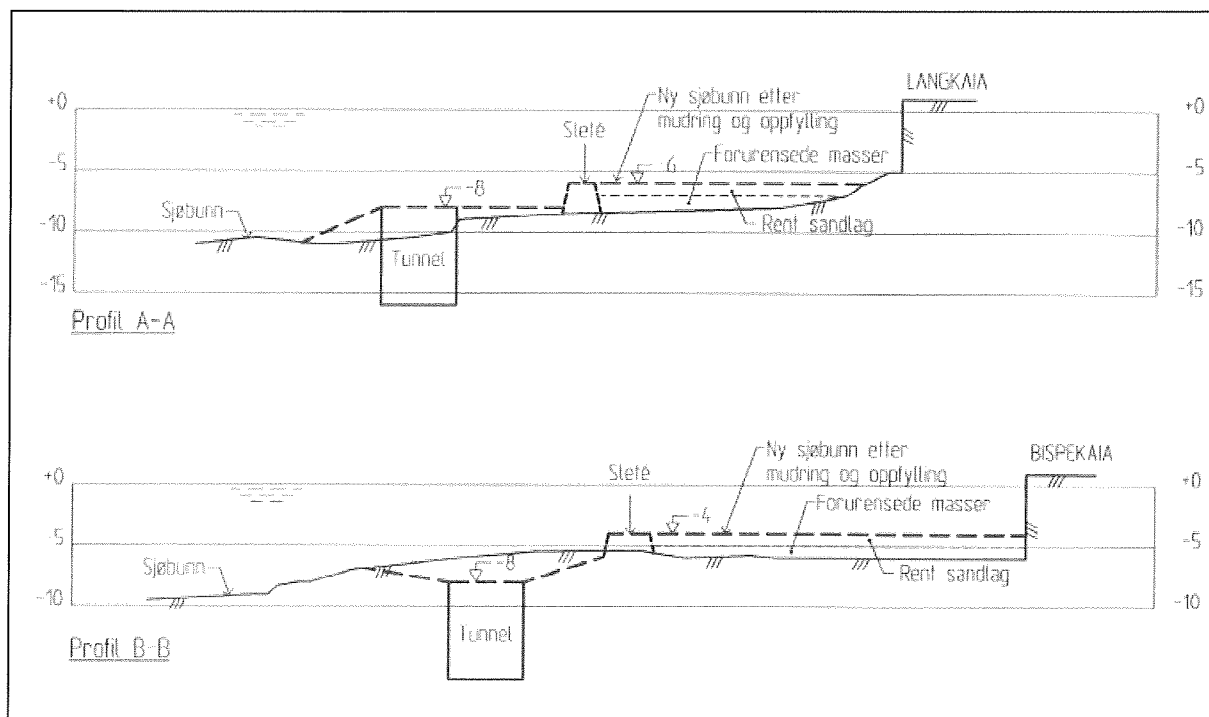 LANGKAIA
+0
+0
Ny sjøbunn etter
mudring og oppfylling
Sleté
Forurensede masser
-6
-5
-5
-8
Sjøbunn
Rent sandlag
-10
-10
Tunnel
-15
-15
Profil A-A
Ny sjøbunn etter
mudring og oppfylling
BISPEKAIA
Sleté
+0
+0
Forurensede masser
-4
-5
-5
-8
Sjøbunn
Rent sandlag
-10
-10
Tunnel
Profil B-B